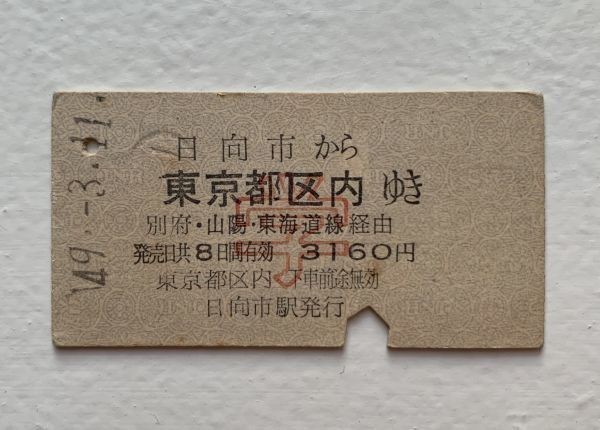 49.-3.11.
日向市から
東京都区内ゆき
別府・山陽・東海道線経由
発売日共8日間有効 3160円
東京都区内・下車前途無効
日向市駅発行
学